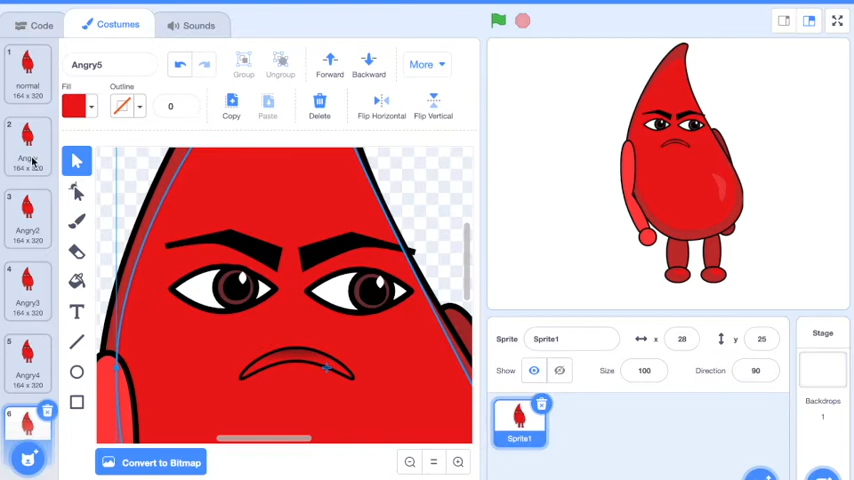 Code
Costumes
Sounds
1
normal
164 x 320
2
Angry
164 x 320
3
Angry2
164 x 320
4
Angry3
164 x 320
5
Angry4
164 x 320
6
Angry5
Group
Ungroup
Forward
Backward
More
Fill
Outline
0
Copy
Paste
Delete
Flip Horizontal
Flip Vertical
T
Convert to Bitmap
Sprite
Sprite1
x
28
y
25
Show
Size
100
Direction
90
Sprite1
Stage
Backdrops
1